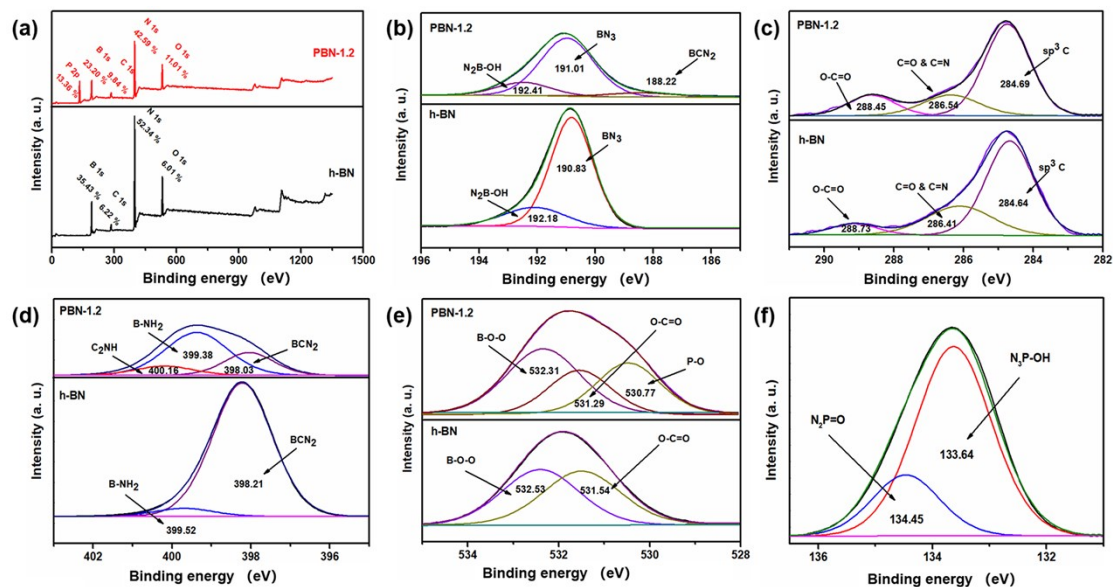 (a)
P 2p
13.36 %
B 1s
23.20 %
C 1s
9.84 %
N 1s
42.59 %
O 1s
11.01 %
PBN-1.2
B 1s
35.43 %
C 1s
6.22 %
N 1s
52.34 %
O 1s
6.01 %
h-BN
Intensity (a. u.)
0 300 600 900 1200 1500
Binding energy (eV)
(b)
PBN-1.2
N₂B-OH
192.41
BN₃
191.01
BCN₂
188.22
h-BN
N₂B-OH
192.18
BN₃
190.83
Intensity (a. u.)
196 194 192 190 188 186
Binding energy (eV)
(c)
PBN-1.2
O-C=O
288.45
C=O & C=N
286.54
sp³ C
284.69
h-BN
O-C=O
288.73
C=O & C=N
286.41
sp³ C
284.64
Intensity (a. u.)
290 288 286 284 282
Binding energy (eV)
(d)
PBN-1.2
B-NH₂
399.38
C₂NH
400.16
398.03
BCN₂
h-BN
B-NH₂
399.52
BCN₂
398.21
Intensity (a. u.)
402 400 398 396
Binding energy (eV)
(e)
PBN-1.2
B-O-O
532.31
O-C=O
531.29
P-O
530.77
h-BN
B-O-O
532.53
O-C=O
531.54
Intensity (a. u.)
534 532 530 528
Binding energy (eV)
(f)
N₂P=O
134.45
N₃P-OH
133.64
Intensity (a. u.)
136 134 132
Binding energy (eV)